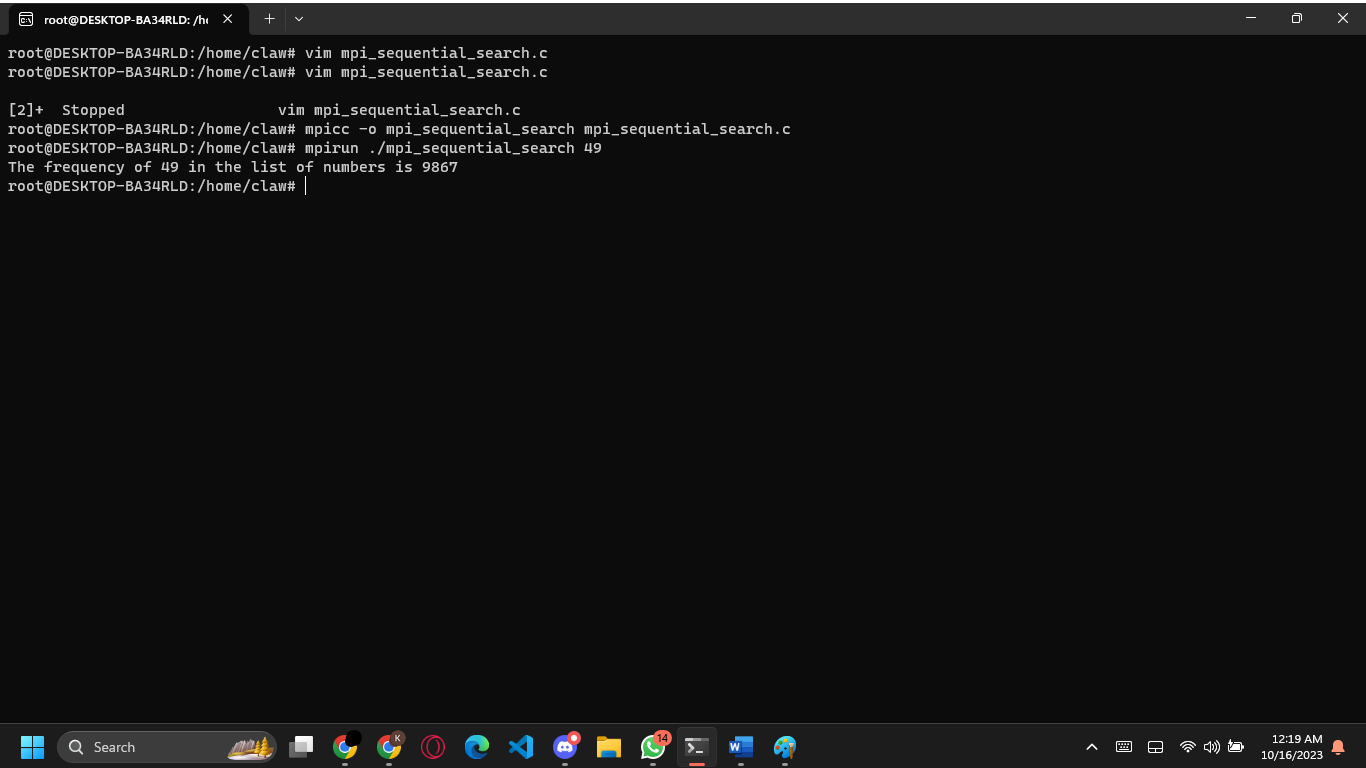 root@DESKTOP-BA34RLD: /h
root@DESKTOP-BA34RLD:/home/claw# vim mpi_sequential_search.c
root@DESKTOP-BA34RLD:/home/claw# vim mpi_sequential_search.c
[2]+  Stopped                 vim mpi_sequential_search.c
root@DESKTOP-BA34RLD:/home/claw# mpicc -o mpi_sequential_search mpi_sequential_search.c
root@DESKTOP-BA34RLD:/home/claw# mpirun ./mpi_sequential_search 49
The frequency of 49 in the list of numbers is 9867
root@DESKTOP-BA34RLD:/home/claw#
Search
K
14
W
12:19 AM
10/16/2023